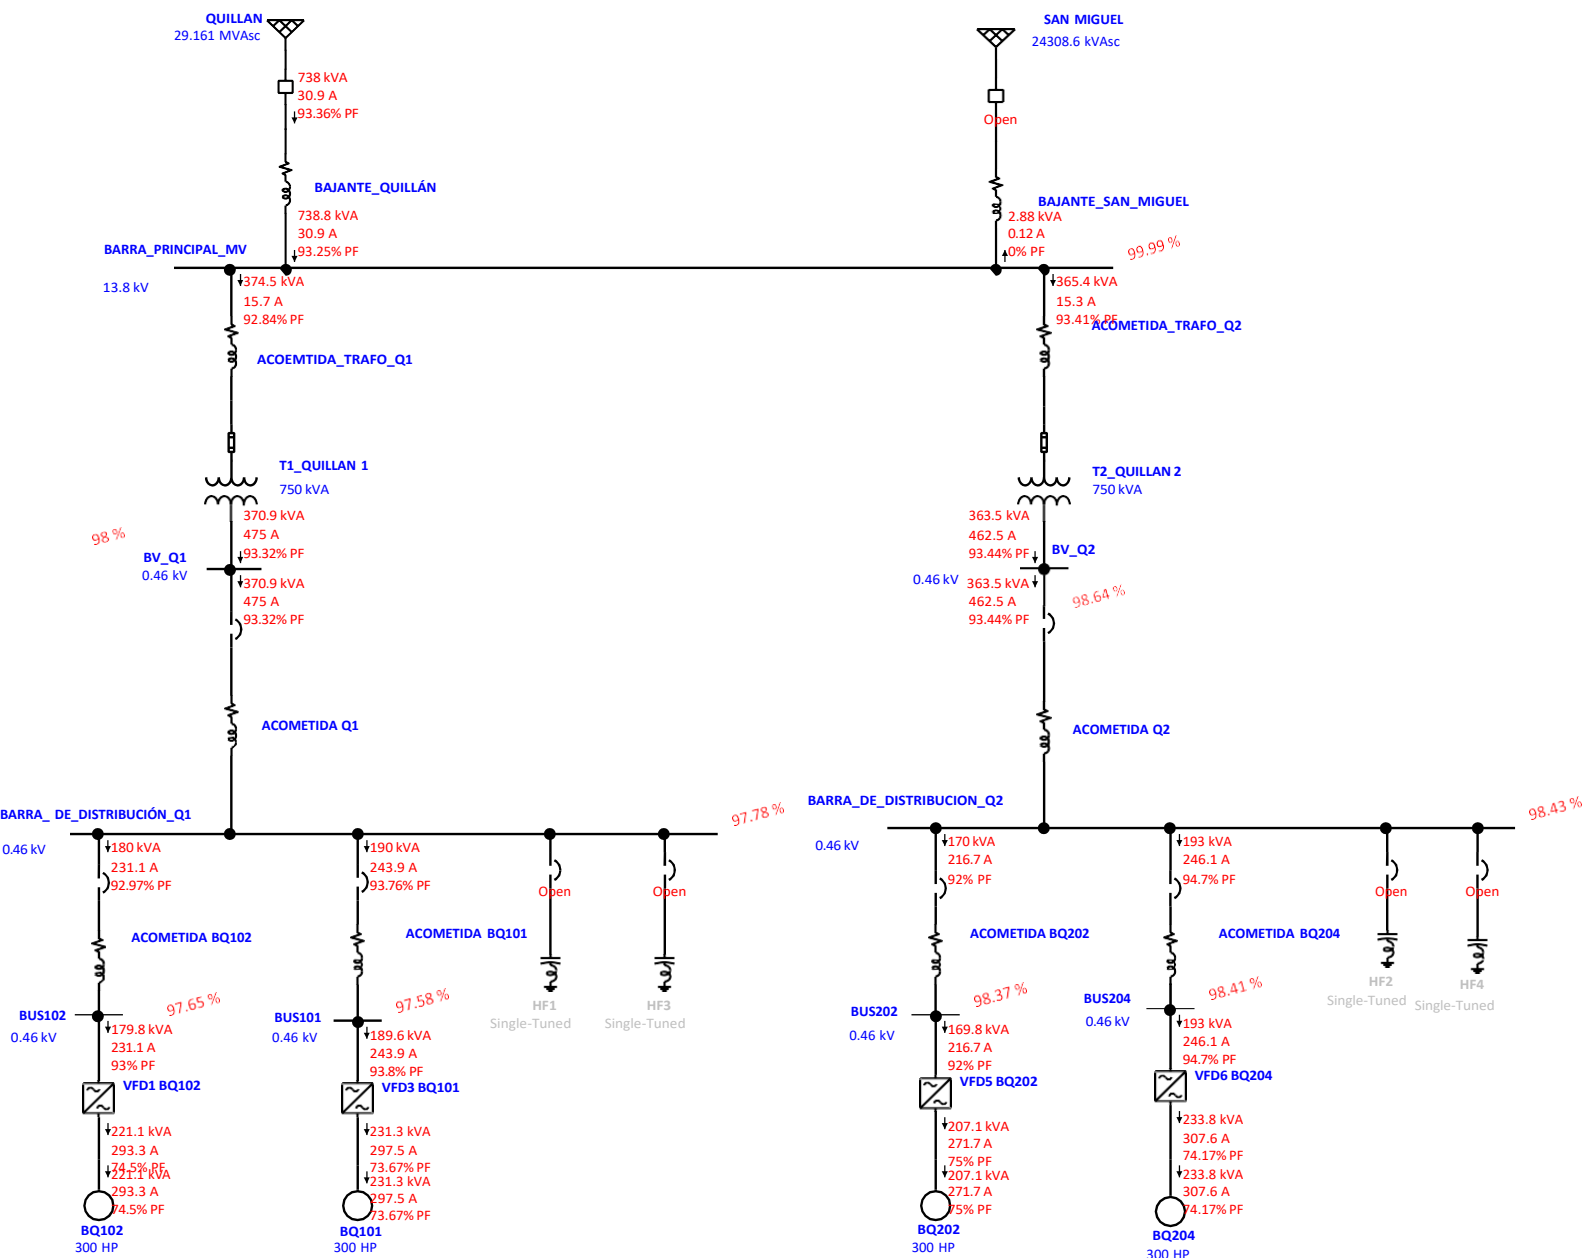 QUILLAN
29.161 MVAsc
SAN MIGUEL
24308.6 kVAsc
738 kVA
30.9 A
93.36% PF
Open
BAJANTE_QUILLÁN
BAJANTE_SAN_MIGUEL
738.8 kVA
30.9 A
93.25% PF
2.88 kVA
0.12 A
0% PF
99.99 %
BARRA_PRINCIPAL_MV
13.8 kV
374.5 kVA
15.7 A
92.84% PF
365.4 kVA
15.3 A
93.41% PF
ACOEMTIDA_TRAFO_Q1
ACOMETIDA_TRAFO_Q2
T1_QUILLAN 1
750 kVA
T2_QUILLAN 2
750 kVA
370.9 kVA
475 A
93.32% PF
363.5 kVA
462.5 A
93.44% PF
98 %
BV_Q1
0.46 kV
BV_Q2
0.46 kV
370.9 kVA
475 A
93.32% PF
363.5 kVA
462.5 A
93.44% PF
98.64 %
ACOMETIDA Q1
ACOMETIDA Q2
BARRA_ DE_DISTRIBUCIÓN_Q1
0.46 kV
97.78 %
BARRA_DE_DISTRIBUCION_Q2
0.46 kV
98.43 %
180 kVA
231.1 A
92.97% PF
190 kVA
243.9 A
93.76% PF
Open
Open
170 kVA
216.7 A
92% PF
193 kVA
246.1 A
94.7% PF
Open
Open
ACOMETIDA BQ102
ACOMETIDA BQ101
ACOMETIDA BQ202
ACOMETIDA BQ204
HF1
Single-Tuned
HF3
Single-Tuned
HF2
Single-Tuned
HF4
Single-Tuned
97.65 %
97.58 %
98.37 %
98.41 %
BUS102
0.46 kV
BUS101
0.46 kV
BUS202
0.46 kV
BUS204
0.46 kV
179.8 kVA
231.1 A
93% PF
189.6 kVA
243.9 A
93.8% PF
169.8 kVA
216.7 A
92% PF
193 kVA
246.1 A
94.7% PF
VFD1 BQ102
VFD3 BQ101
VFD5 BQ202
VFD6 BQ204
221.1 kVA
293.3 A
74.5% PF
231.3 kVA
297.5 A
73.67% PF
207.1 kVA
271.7 A
75% PF
233.8 kVA
307.6 A
74.17% PF
221.1 kVA
293.3 A
74.5% PF
231.3 kVA
297.5 A
73.67% PF
207.1 kVA
271.7 A
75% PF
233.8 kVA
307.6 A
74.17% PF
BQ102
300 HP
BQ101
300 HP
BQ202
300 HP
BQ204
300 HP